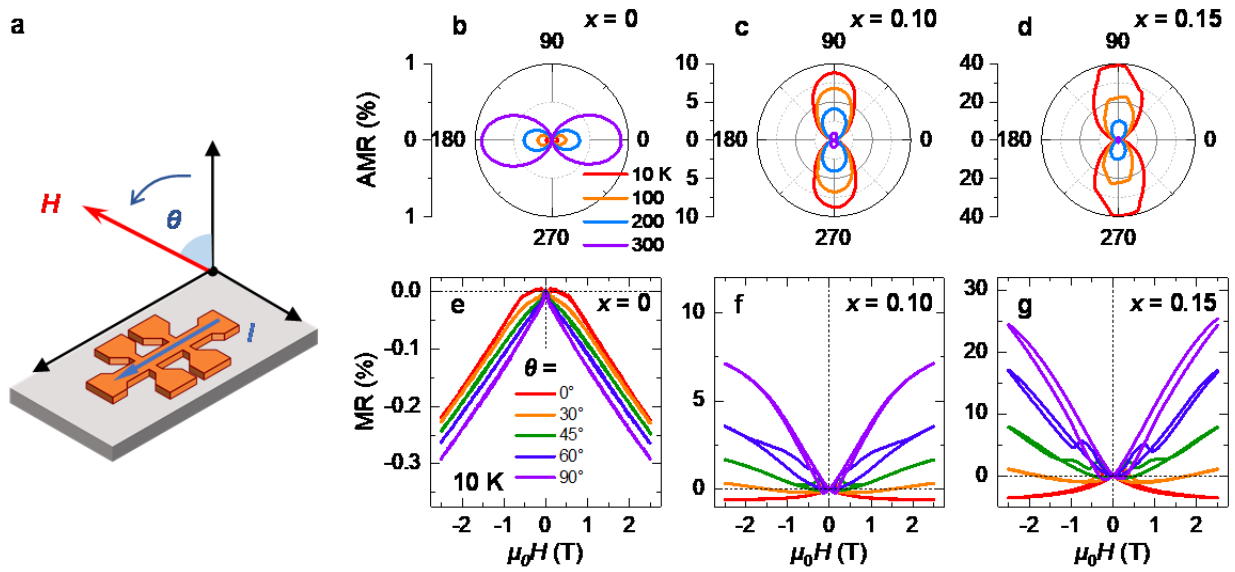 a
H
θ
I
b
x = 0
90
1
0
1
180
0
270
AMR (%)
10 K
100
200
300
c
x = 0.10
90
10
5
0
5
10
180
0
270
d
x = 0.15
90
40
20
0
20
40
180
0
270
e
x = 0
0.0
-0.1
-0.2
-0.3
MR (%)
θ =
0°
30°
45°
60°
90°
10 K
-2 -1 0 1 2
μ0H (T)
f
x = 0.10
10
5
0
-2 -1 0 1 2
μ0H (T)
g
x = 0.15
30
20
10
0
-2 -1 0 1 2
μ0H (T)